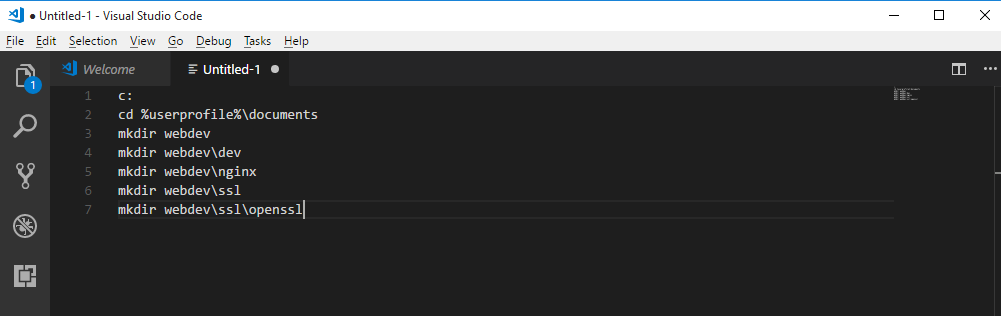 ● Untitled-1 - Visual Studio Code
File Edit Selection View Go Debug Tasks Help
Welcome Untitled-1 ●
1
1 c:
2 cd %userprofile%\documents
3 mkdir webdev
4 mkdir webdev\dev
5 mkdir webdev\nginx
6 mkdir webdev\ssl
7 mkdir webdev\ssl\openssl